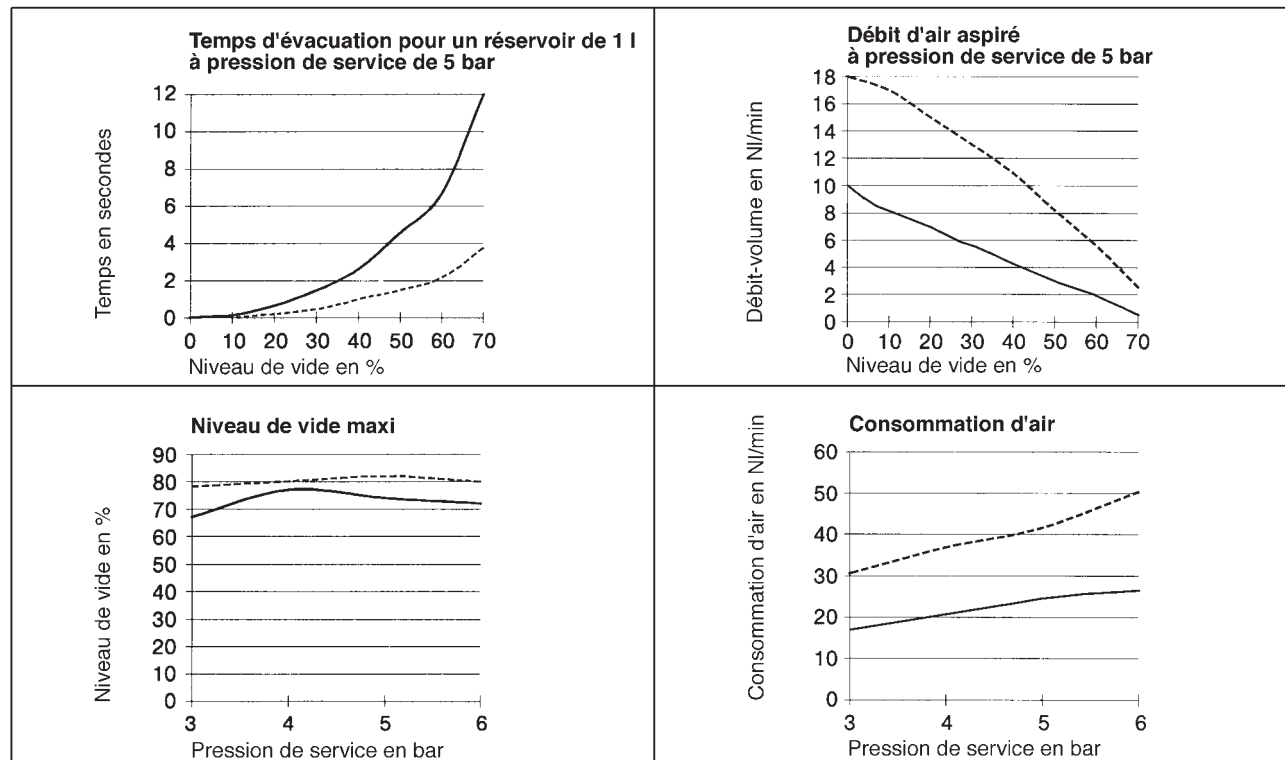 Temps d'évacuation pour un réservoir de 1 l
à pression de service de 5 bar
Temps en secondes
12
10
8
6
4
2
0
0 10 20 30 40 50 60 70
Niveau de vide en %
Débit d'air aspiré
à pression de service de 5 bar
Débit-volume en Nl/min
18
16
14
12
10
8
6
4
2
0
0 10 20 30 40 50 60 70
Niveau de vide en %
Niveau de vide maxi
Niveau de vide en %
90
80
70
60
50
40
30
20
10
0
3 4 5 6
Pression de service en bar
Consommation d'air
Consommation d'air en Nl/min
60
50
40
30
20
10
0
3 4 5 6
Pression de service en bar